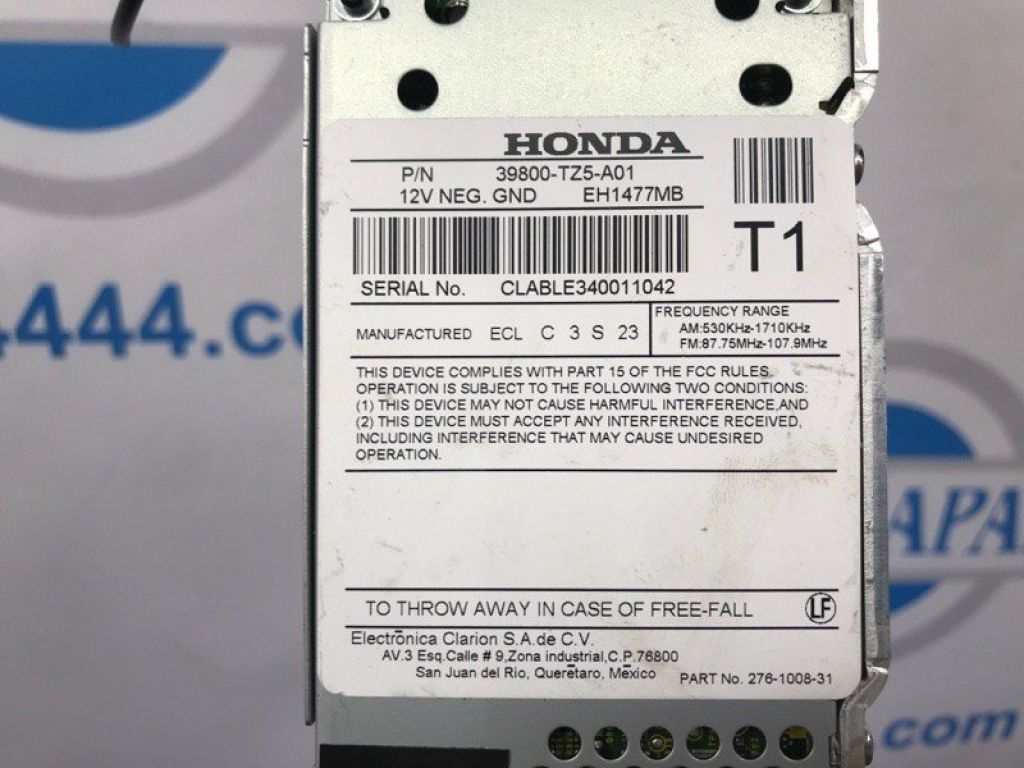 HONDA
P/N 39800-TZ5-A01
12V NEG. GND EH1477MB
T1
SERIAL No. CLABLE340011042
MANUFACTURED ECL C 3 S 23
FREQUENCY RANGE
AM:530KHz-1710KHz
FM:87.75MHz-107.9MHz
THIS DEVICE COMPLIES WITH PART 15 OF THE FCC RULES.
OPERATION IS SUBJECT TO THE FOLLOWING TWO CONDITIONS:
(1) THIS DEVICE MAY NOT CAUSE HARMFUL INTERFERENCE,AND
(2) THIS DEVICE MUST ACCEPT ANY INTERFERENCE RECEIVED,
INCLUDING INTERFERENCE THAT MAY CAUSE UNDESIRED
OPERATION.
TO THROW AWAY IN CASE OF FREE-FALL LF
Electrōnica Clarion S.A.de C.V.
AV.3 Esq.Calle # 9,Zona industrial,C.P.76800
San Juan del Rio, Querētaro, Mēxico
PART No. 276-1008-31
4444.co
APA
.com